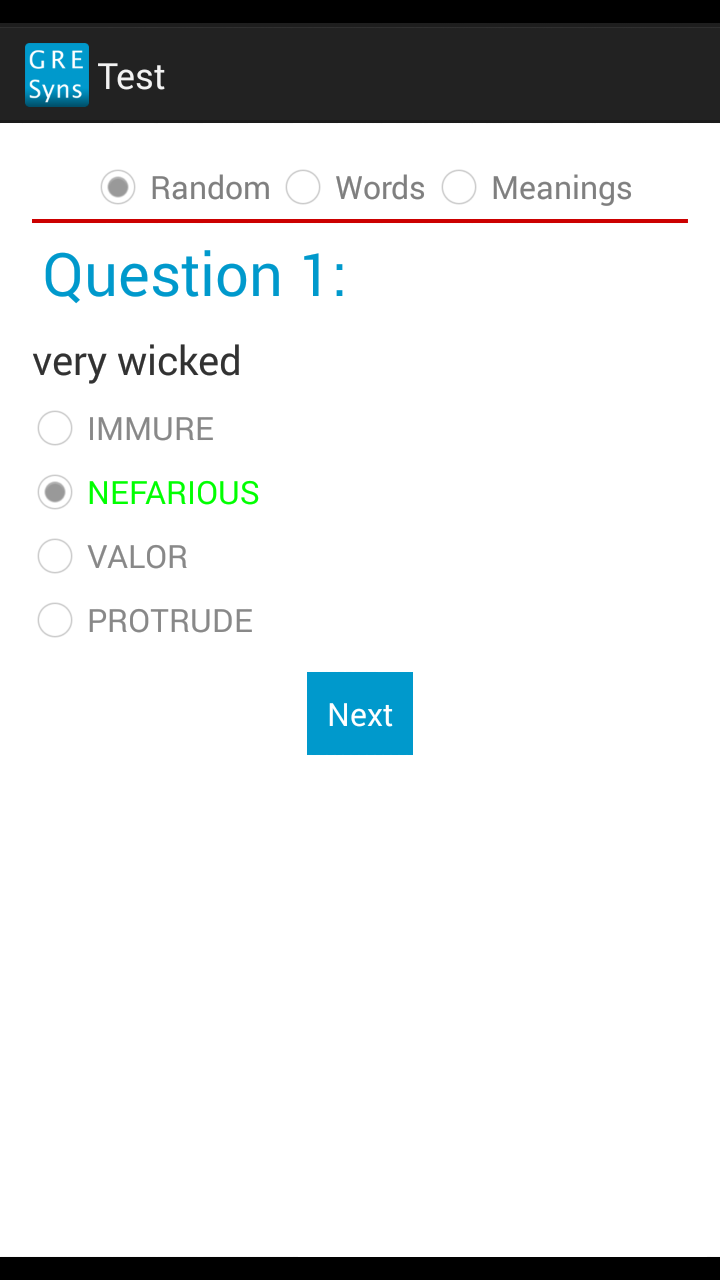 GRE
Syns
Test
Random Words Meanings
Question 1:
very wicked
IMMURE
NEFARIOUS
VALOR
PROTRUDE
Next